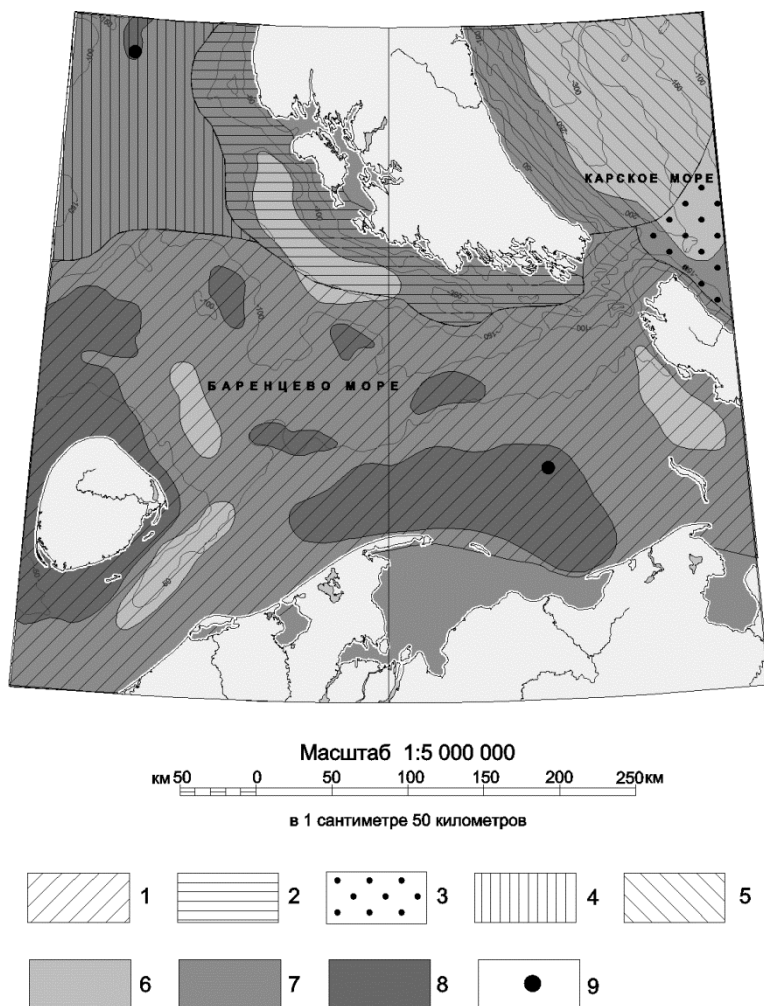 КАРСКОЕ МОРЕ
БАРЕНЦЕВО МОРЕ
Масштаб 1:5 000 000
км 50 0 50 100 150 200 250 км
в 1 сантиметре 50 километров
1 2 3 4 5
6 7 8 9